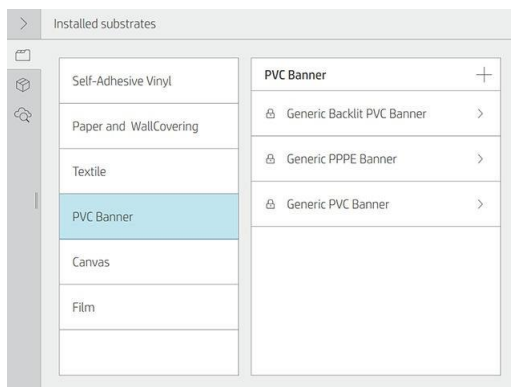 Installed substrates
Self-Adhesive Vinyl
Paper and WallCovering
Textile
PVC Banner
Canvas
Film
PVC Banner
Generic Backlit PVC Banner
Generic PPPE Banner
Generic PVC Banner